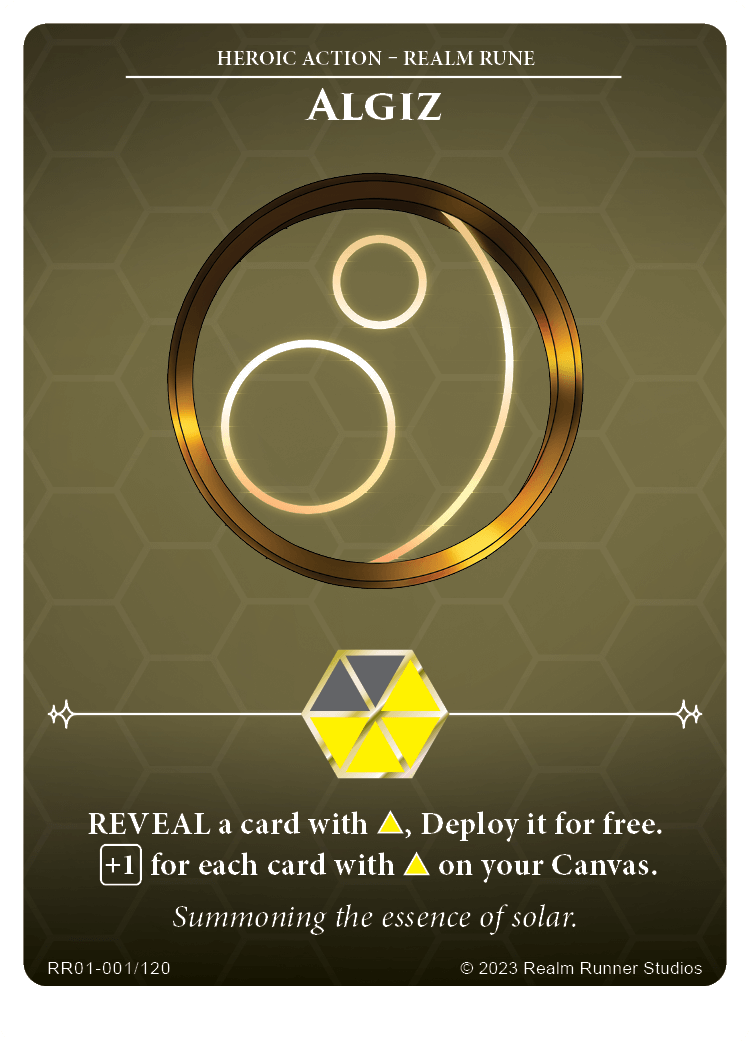 HEROIC ACTION – REALM RUNE
ALGIZ
REVEAL a card with ▲, Deploy it for free.
+1 for each card with ▲ on your Canvas.
Summoning the essence of solar.
RR01-001/120
© 2023 Realm Runner Studios